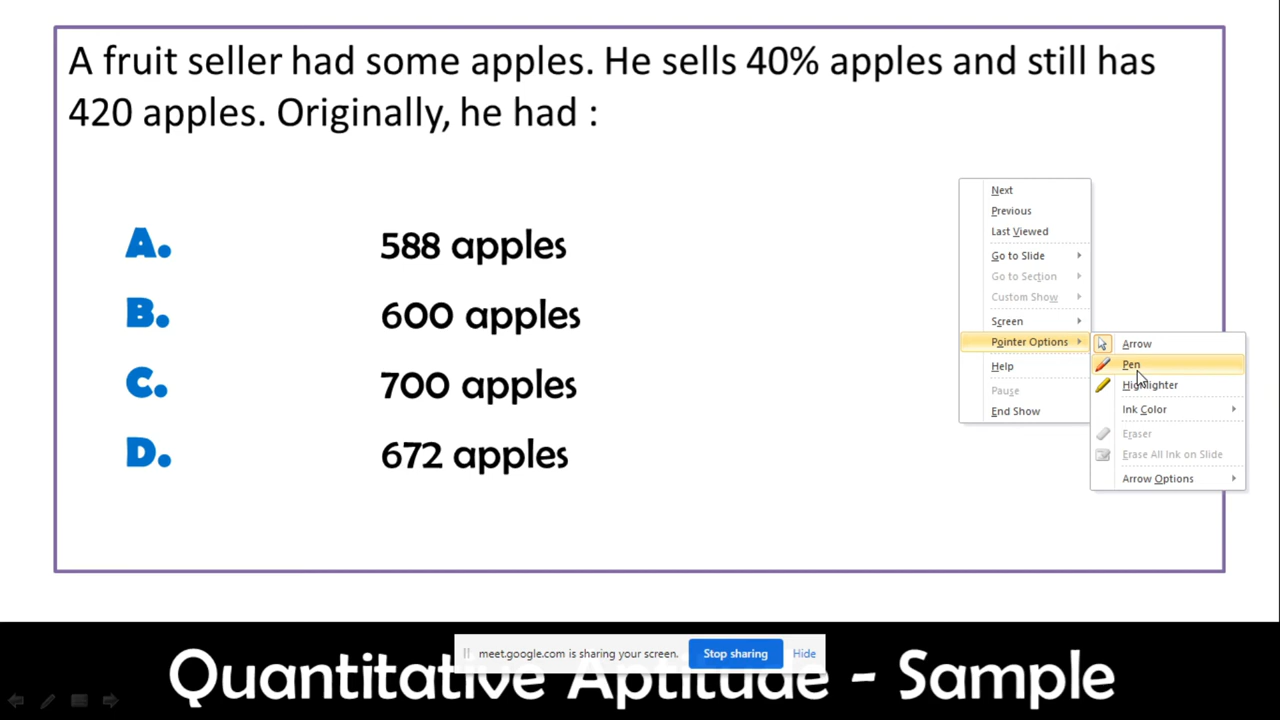 A fruit seller had some apples. He sells 40% apples and still has
420 apples. Originally, he had :
A. 588 apples
B. 600 apples
C. 700 apples
D. 672 apples
Next
Previous
Last Viewed
Go to Slide
Go to Section
Custom Show
Screen
Pointer Options
Help
Pause
End Show
Arrow
Pen
Highlighter
Ink Color
Eraser
Erase All Ink on Slide
Arrow Options
meet.google.com is sharing your screen. Stop sharing Hide
Quantitative Aptitude - Sample